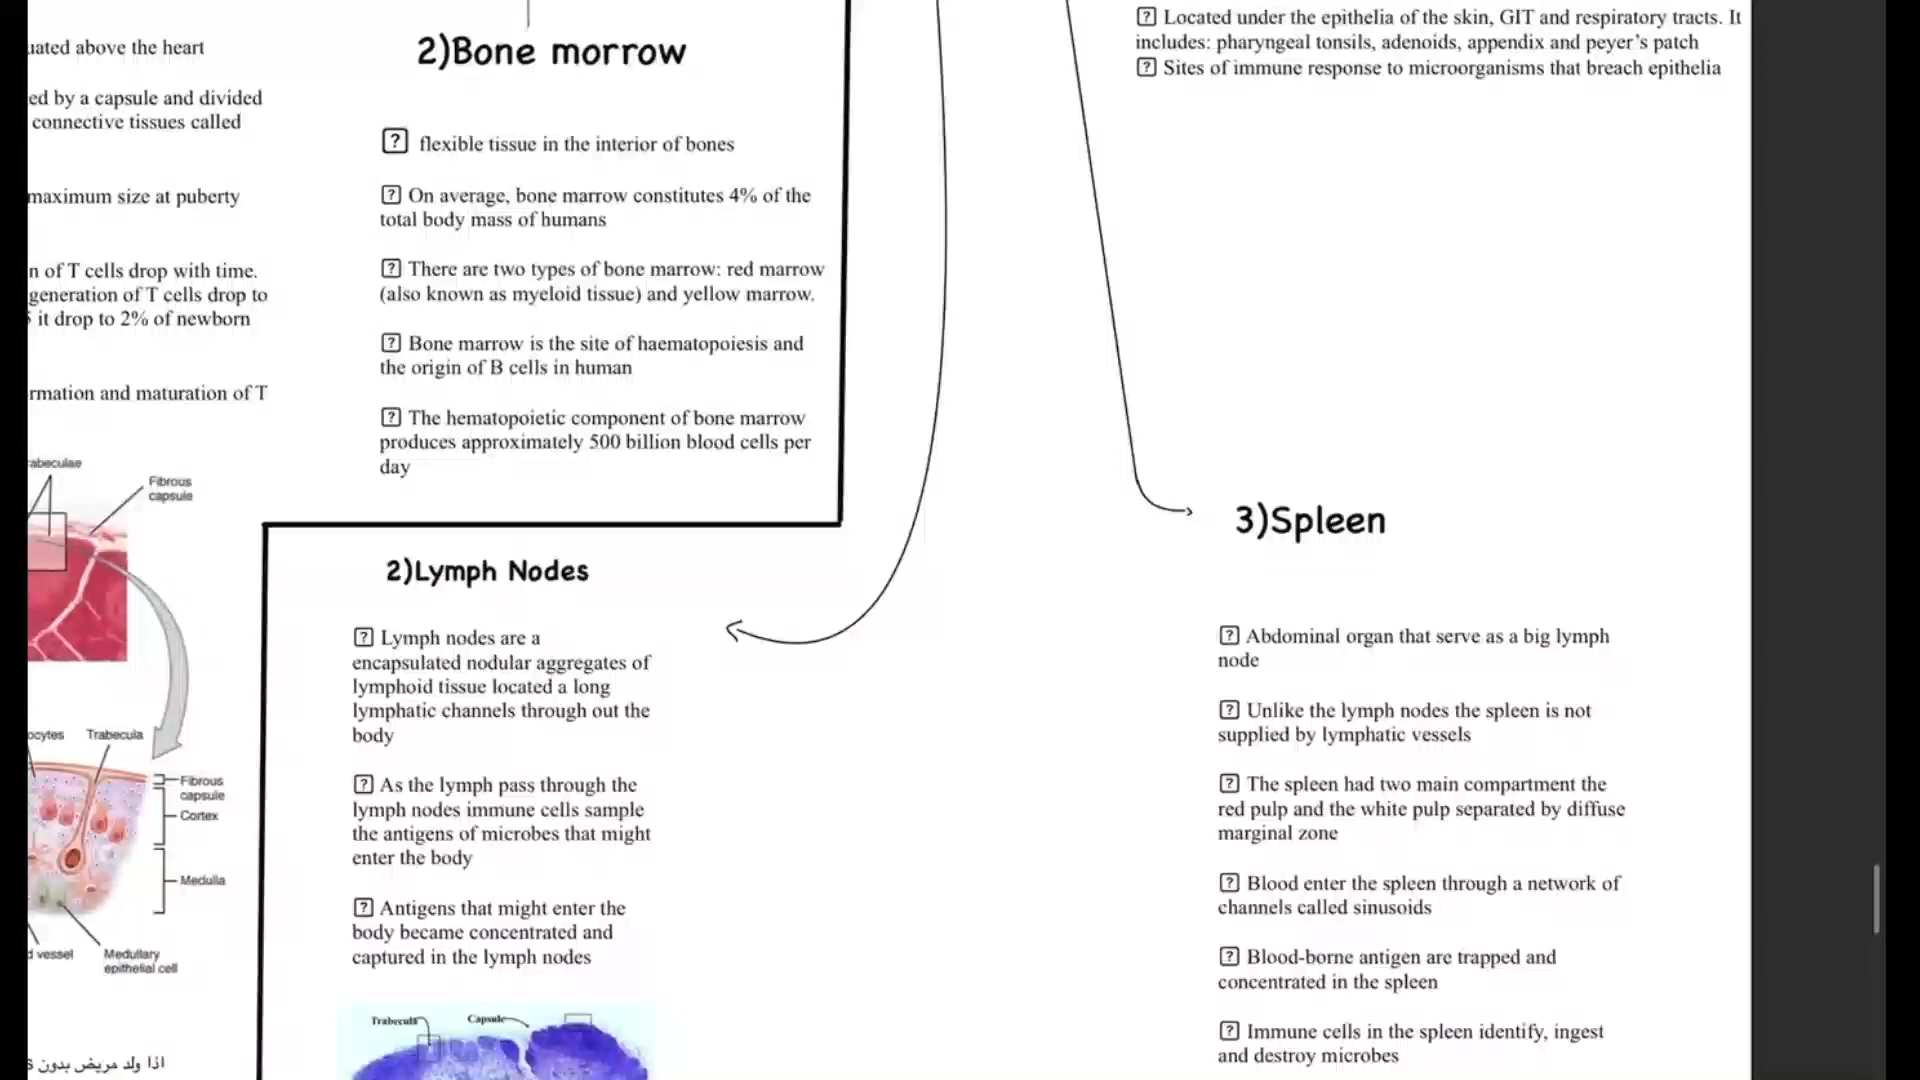 uated above the heart
ed by a capsule and divided
connective tissues called
maximum size at puberty
n of T cells drop with time.
generation of T cells drop to
it drop to 2% of newborn
rmation and maturation of T
abeculae
Fibrous
capsule
ocytes
Trabecula
Fibrous
capsule
Cortex
Medulla
d vessel
Medullary
epithelial cell
اذا ولد مريض بدون
2)Bone morrow
flexible tissue in the interior of bones
On average, bone marrow constitutes 4% of the
total body mass of humans
There are two types of bone marrow: red marrow
(also known as myeloid tissue) and yellow marrow.
Bone marrow is the site of haematopoiesis and
the origin of B cells in human
The hematopoietic component of bone marrow
produces approximately 500 billion blood cells per
day
2)Lymph Nodes
Lymph nodes are a
encapsulated nodular aggregates of
lymphoid tissue located a long
lymphatic channels through out the
body
As the lymph pass through the
lymph nodes immune cells sample
the antigens of microbes that might
enter the body
Antigens that might enter the
body became concentrated and
captured in the lymph nodes
Trabecula
Capsule
Located under the epithelia of the skin, GIT and respiratory tracts. It
includes: pharyngeal tonsils, adenoids, appendix and peyer’s patch
Sites of immune response to microorganisms that breach epithelia
3)Spleen
Abdominal organ that serve as a big lymph
node
Unlike the lymph nodes the spleen is not
supplied by lymphatic vessels
The spleen had two main compartment the
red pulp and the white pulp separated by diffuse
marginal zone
Blood enter the spleen through a network of
channels called sinusoids
Blood-borne antigen are trapped and
concentrated in the spleen
Immune cells in the spleen identify, ingest
and destroy microbes